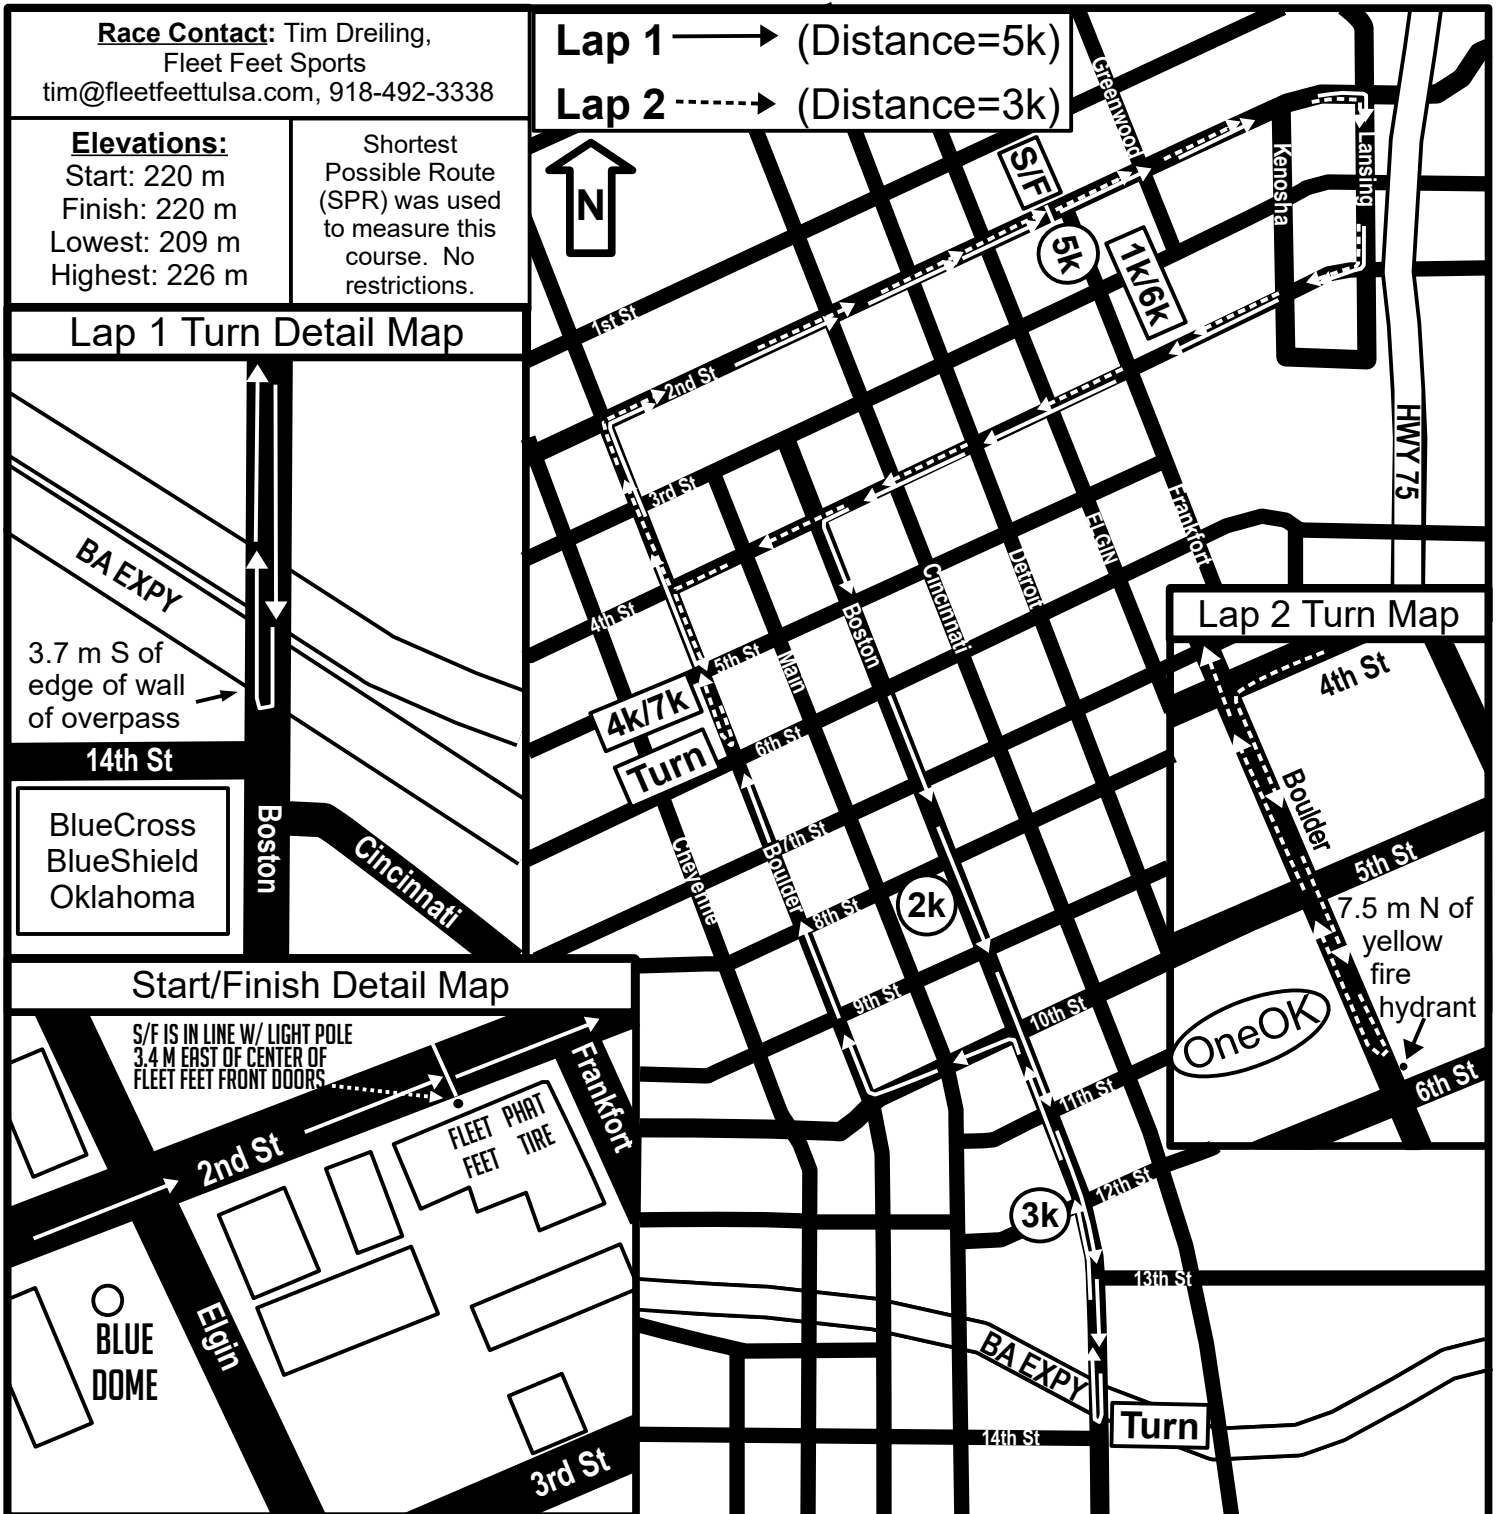 Race Contact: Tim Dreiling,
Fleet Feet Sports
tim@fleetfeettulsa.com, 918-492-3338
Elevations:
Start: 220 m
Finish: 220 m
Lowest: 209 m
Highest: 226 m
Shortest
Possible Route
(SPR) was used
to measure this
course. No
restrictions.
Lap 1 (Distance=5k)
Lap 2 (Distance=3k)
N
Lap 1 Turn Detail Map
BA EXPY
3.7 m S of
edge of wall
of overpass
14th St
BlueCross
BlueShield
Oklahoma
Boston
Cincinnati
Start/Finish Detail Map
S/F IS IN LINE W/ LIGHT POLE
3.4 M EAST OF CENTER OF
FLEET FEET FRONT DOORS
2nd St
Frankfort
FLEET
FEET
PHAT
TIRE
Elgin
BLUE
DOME
3rd St
Greenwood
S/F
5k
1k/6k
Kenosha
Lansing
HWY 75
1st St
2nd St
3rd St
4th St
5th St
6th St
7th St
8th St
9th St
10th St
11th St
12th St
13th St
14th St
Main
Boston
Cincinnati
Detroit
ELGIN
Frankfort
4k/7k
Turn
Cheyenne
Boulder
2k
3k
BA EXPY
Turn
Lap 2 Turn Map
4th St
Boulder
5th St
7.5 m N of
yellow
fire
hydrant
OneOK
6th St